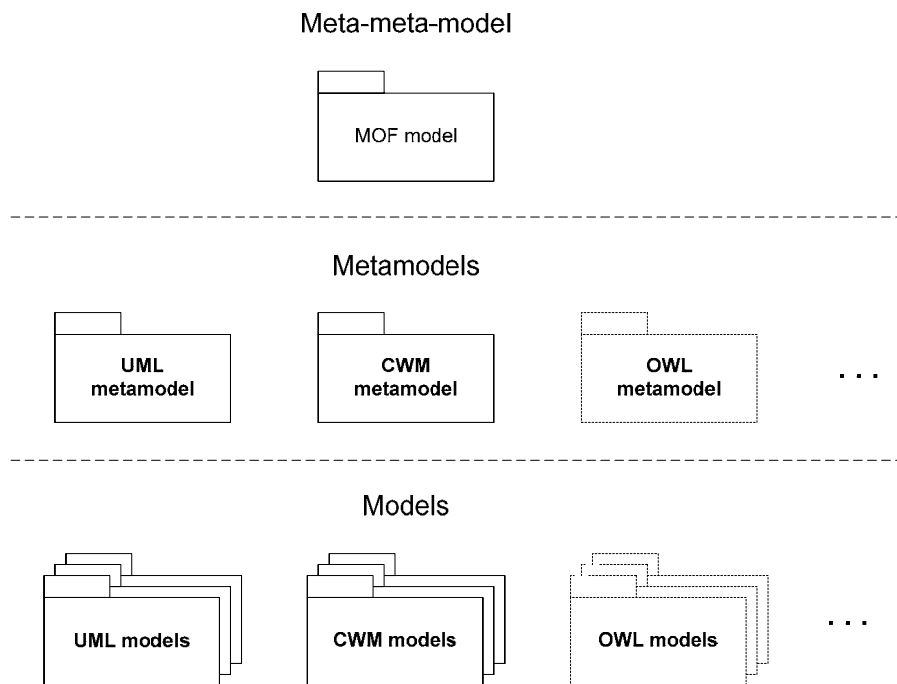 Meta-meta-model
MOF model
Metamodels
UML
metamodel
CWM
metamodel
OWL
metamodel
. . .
Models
UML models
CWM models
OWL models
. . .